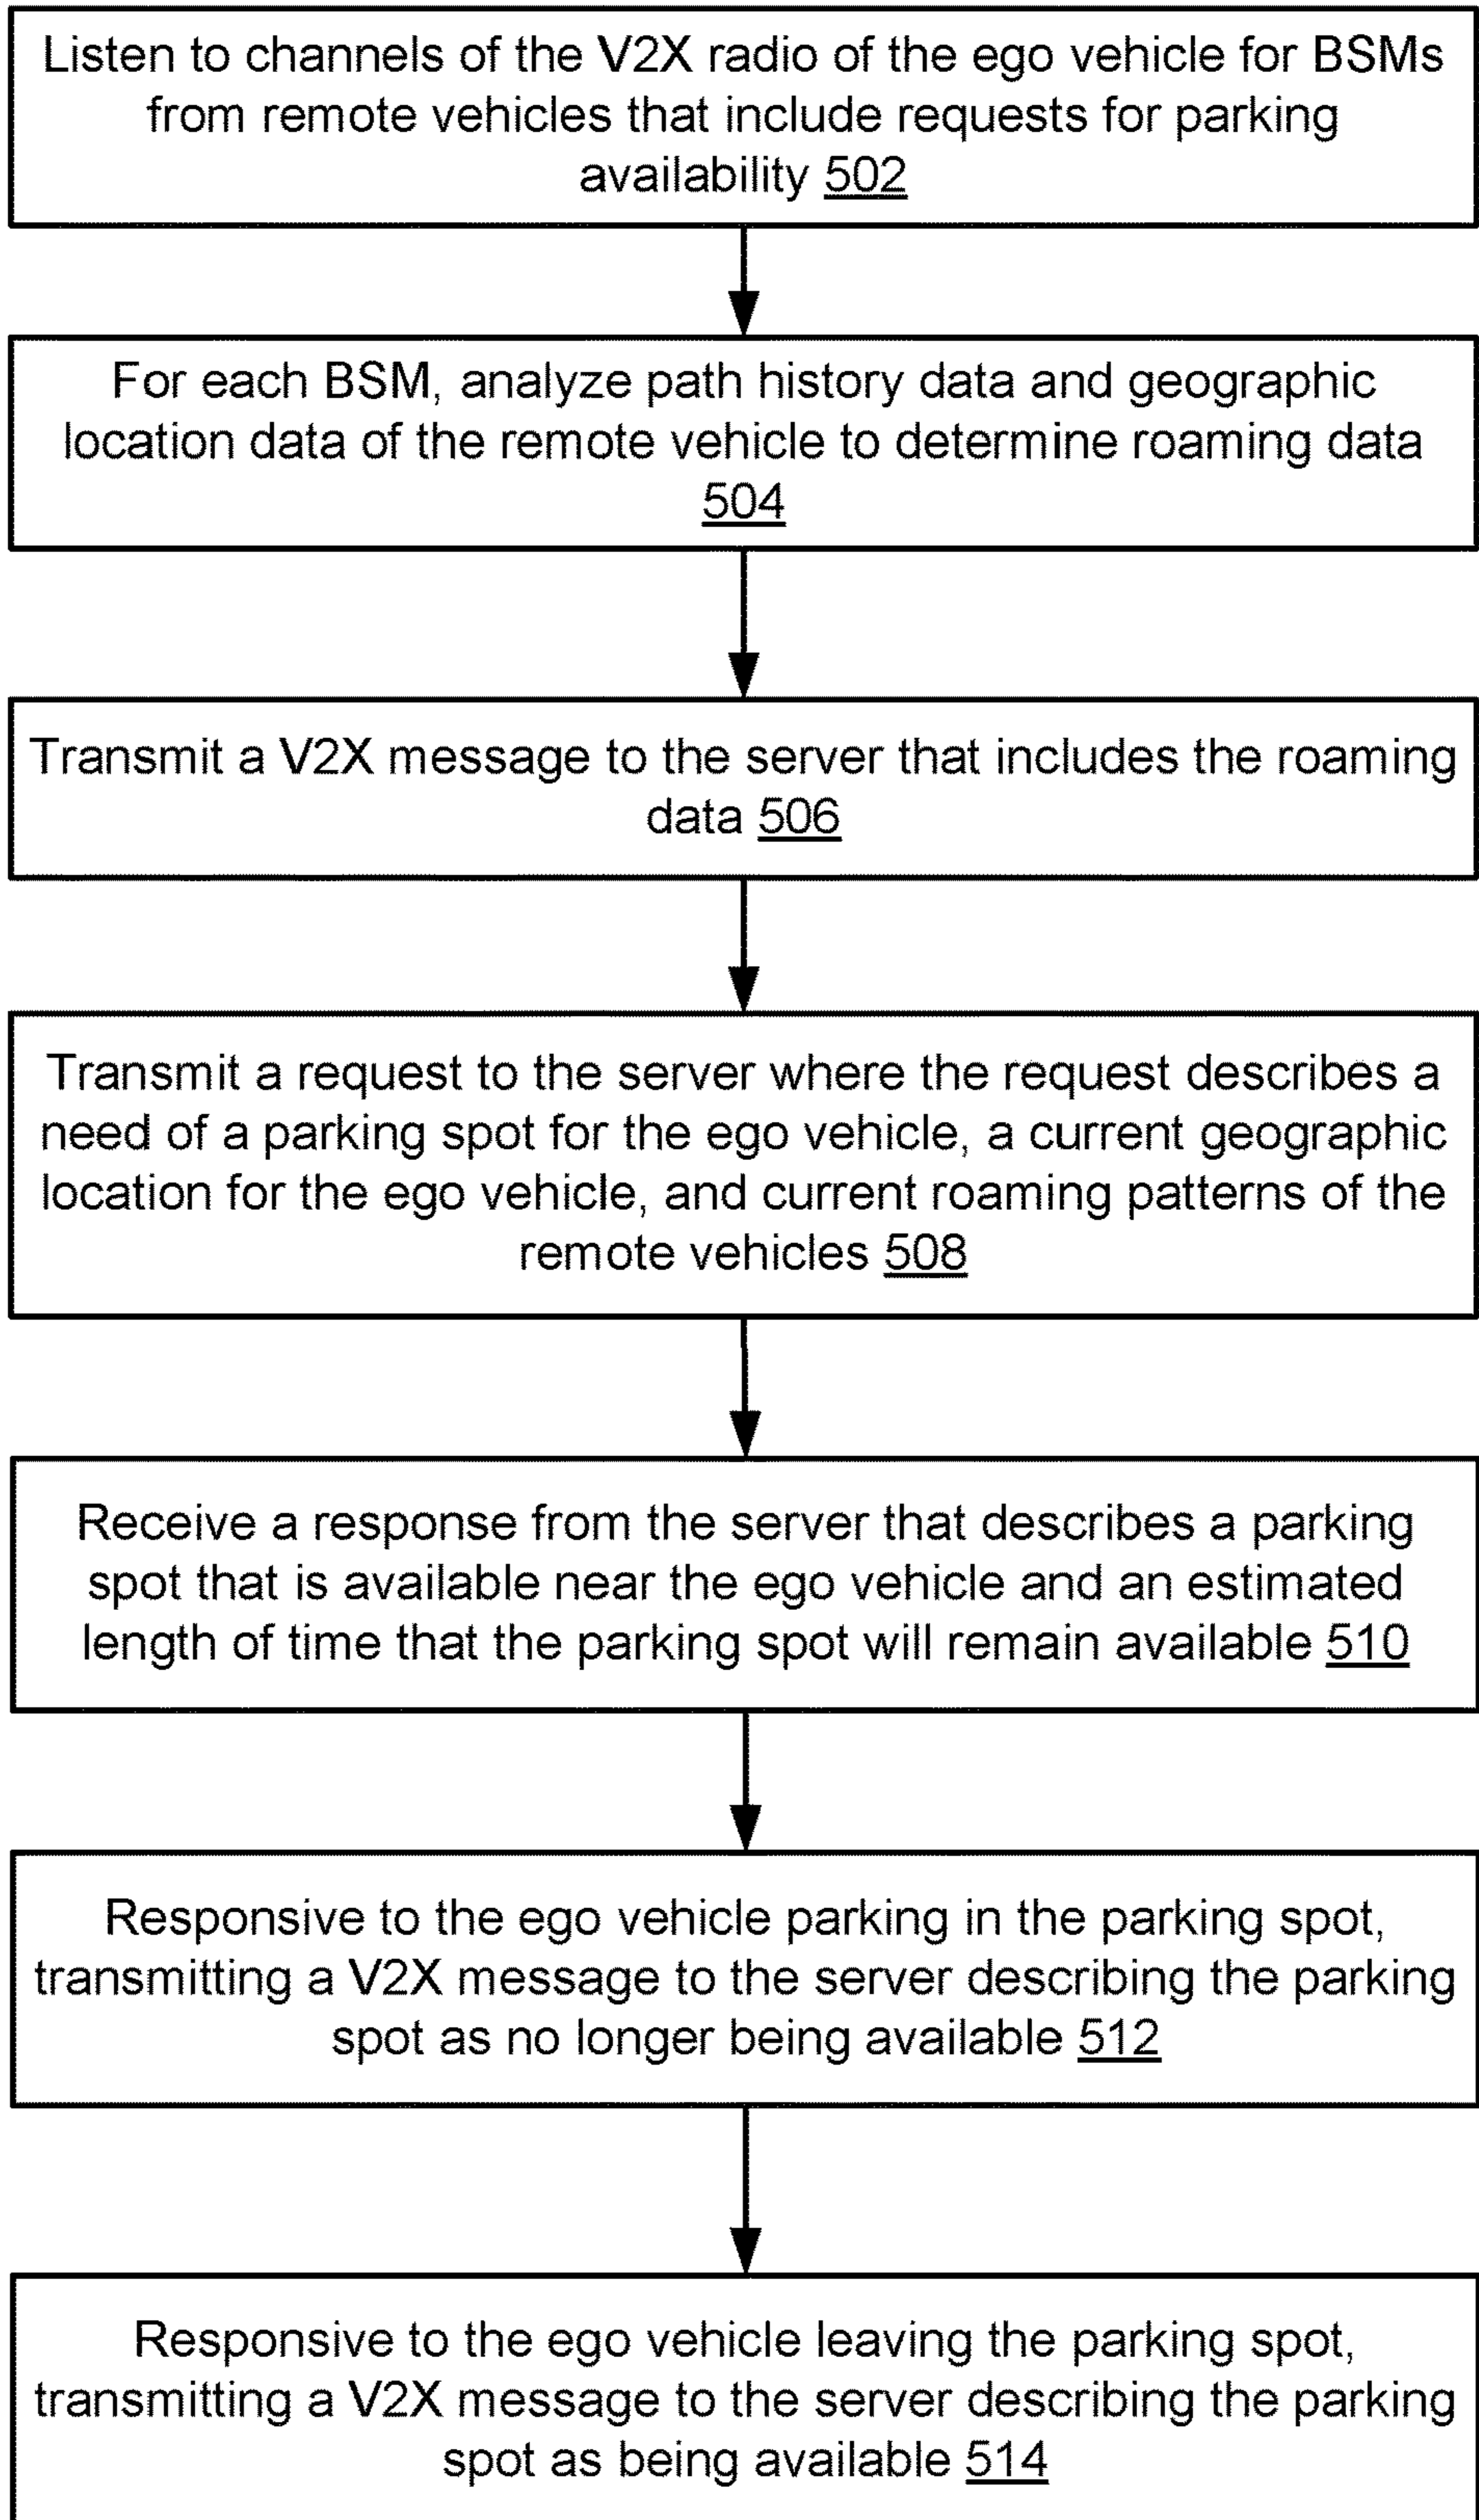 Listen to channels of the V2X radio of the ego vehicle for BSMs
from remote vehicles that include requests for parking
availability 502
For each BSM, analyze path history data and geographic
location data of the remote vehicle to determine roaming data
504
Transmit a V2X message to the server that includes the roaming
data 506
Transmit a request to the server where the request describes a
need of a parking spot for the ego vehicle, a current geographic
location for the ego vehicle, and current roaming patterns of the
remote vehicles 508
Receive a response from the server that describes a parking
spot that is available near the ego vehicle and an estimated
length of time that the parking spot will remain available 510
Responsive to the ego vehicle parking in the parking spot,
transmitting a V2X message to the server describing the parking
spot as no longer being available 512
Responsive to the ego vehicle leaving the parking spot,
transmitting a V2X message to the server describing the parking
spot as being available 514